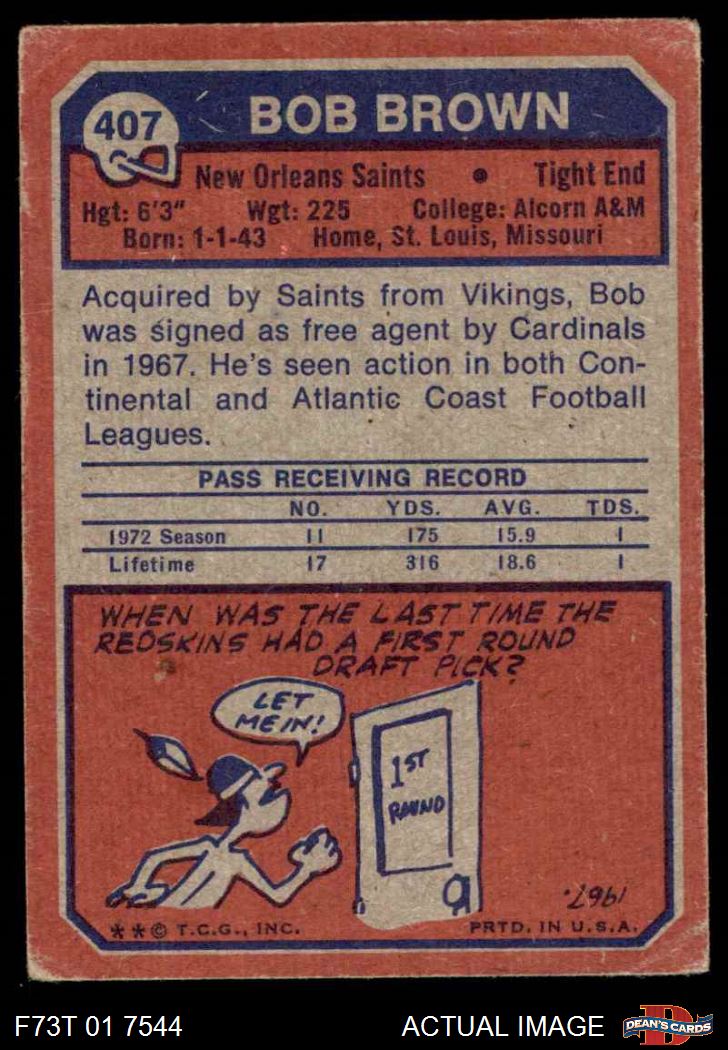 407
BOB BROWN
New Orleans Saints • Tight End
Hgt: 6'3" Wgt: 225 College: Alcorn A&M
Born: 1-1-43 Home, St. Louis, Missouri
Acquired by Saints from Vikings, Bob
was signed as free agent by Cardinals
in 1967. He's seen action in both Con-
tinental and Atlantic Coast Football
Leagues.
PASS RECEIVING RECORD
NO. YDS. AVG. TDS.
1972 Season 11 175 15.9 1
Lifetime 17 316 18.6 1
WHEN WAS THE LAST TIME THE
REDSKINS HAD A FIRST ROUND
DRAFT PICK?
LET
ME IN!
1ST
ROUND
1967.
**© T.C.G., INC. PRTD. IN U.S.A.
F73T 01 7544 ACTUAL IMAGE
D
DEAN'S CARDS